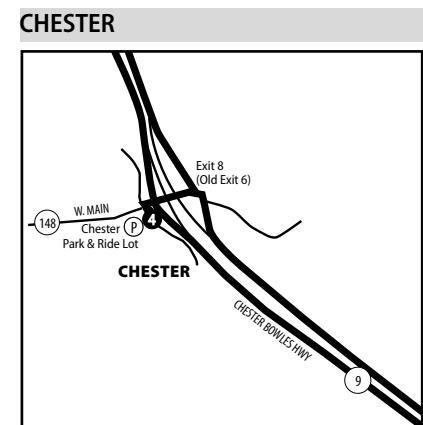 CHESTER
Exit 8
(Old Exit 6)
W. MAIN
148
Chester
Park & Ride Lot
P
4
CHESTER
CHESTER BOWLES HWY
9